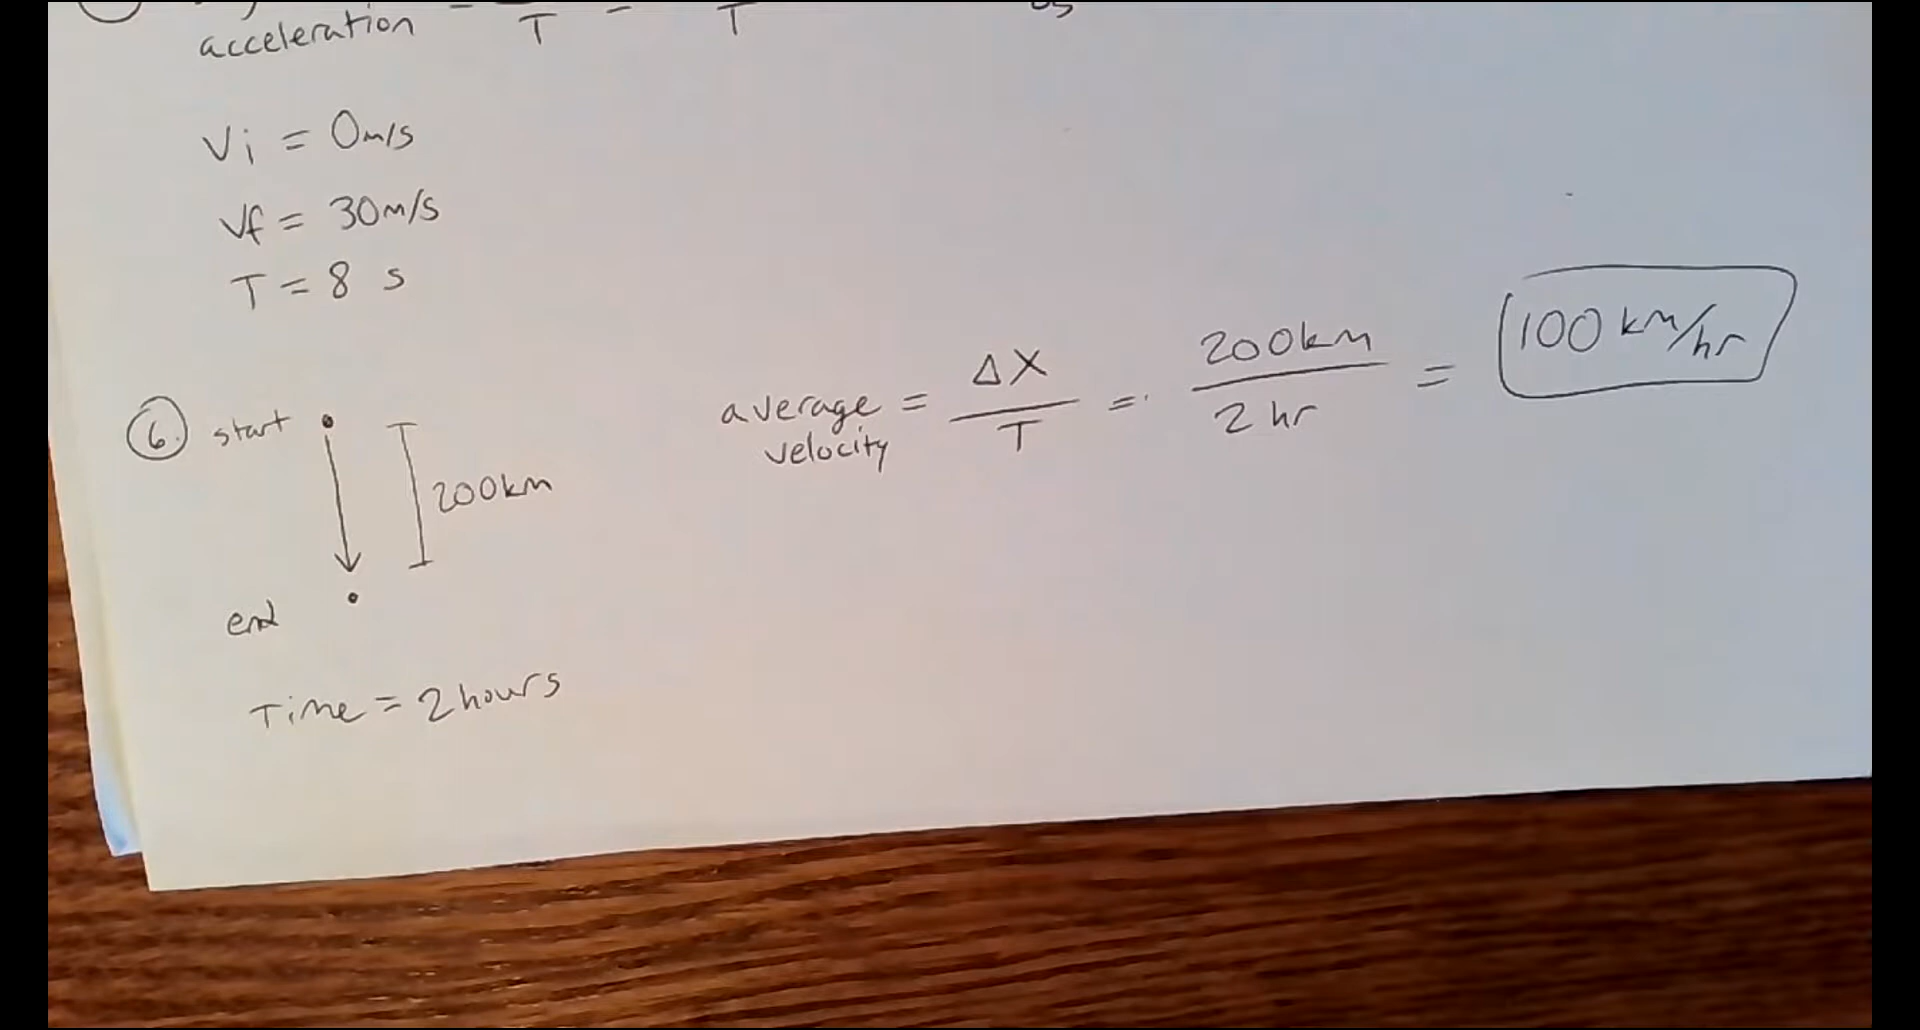 acceleration = — = —
T T
Vi = 0m/s
Vf = 30m/s
T = 8 s
6. start
200km
end
Time = 2 hours
average velocity = ΔX / T = 200km / 2 hr = 100 km/hr